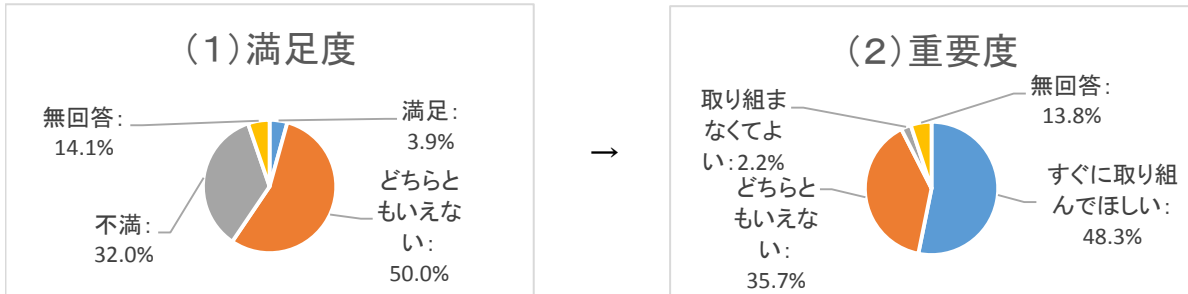 (1)満足度
無回答:
14.1%
満足:
3.9%
どちらと
もいえな
い:
50.0%
不満:
32.0%
→
(2)重要度
取り組ま
なくてよ
い:2.2%
無回答:
13.8%
すぐに取り組
んでほしい:
48.3%
どちらと
もいえない:
35.7%